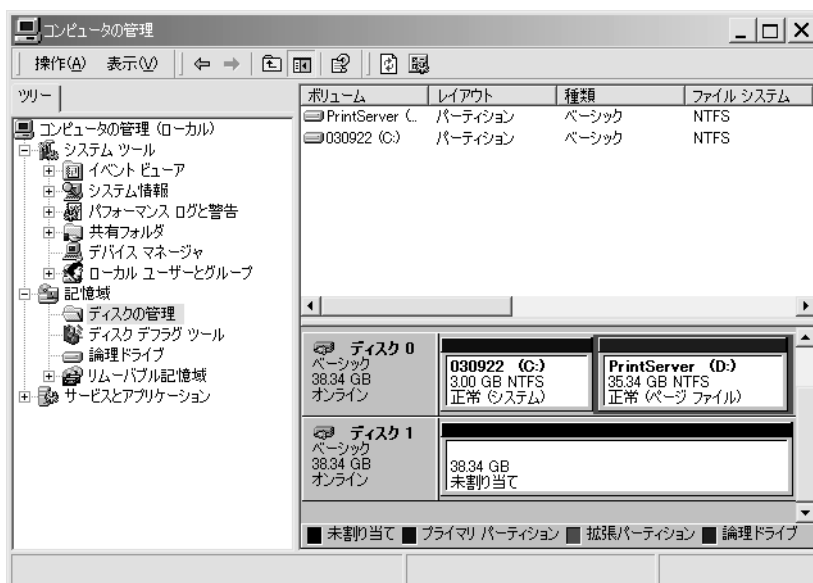 コンピュータの管理
操作(A) 表示(V)
ツリー
コンピュータの管理 (ローカル)
システム ツール
イベント ビューア
システム情報
パフォーマンス ログと警告
共有フォルダ
デバイス マネージャ
ローカル ユーザーとグループ
記憶域
ディスクの管理
ディスク デフラグ ツール
論理ドライブ
リムーバブル記憶域
サービスとアプリケーション
ボリューム レイアウト 種類 ファイル システム
PrintServer (... パーティション ベーシック NTFS
030922 (C:) パーティション ベーシック NTFS
ディスク 0
ベーシック
38.34 GB
オンライン
030922 (C:)
3.00 GB NTFS
正常 (システム)
PrintServer (D:)
35.34 GB NTFS
正常 (ページ ファイル)
ディスク 1
ベーシック
38.34 GB
オンライン
38.34 GB
未割り当て
未割り当て プライマリ パーティション 拡張パーティション 論理ドライブ